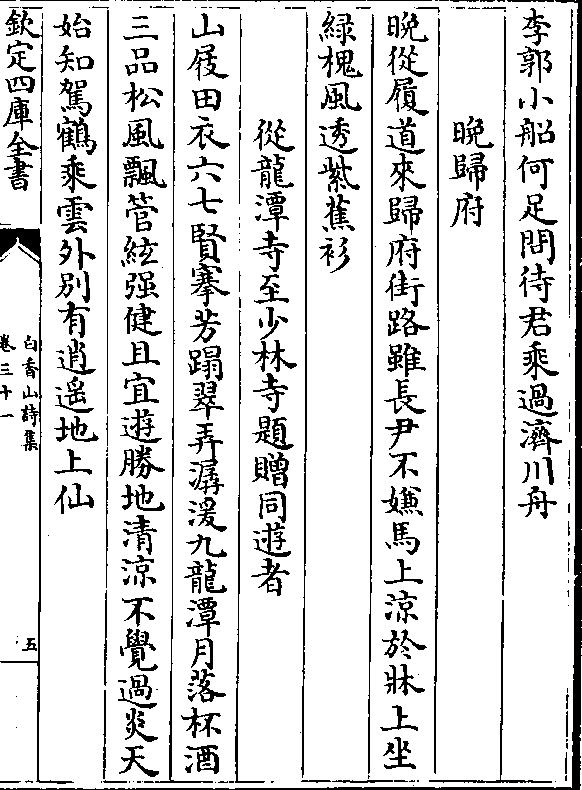 李郭小船何足問待君乘過濟川舟
晚歸府
晚從履道來歸府街路雖長尹不嫌馬上涼於牀上坐
緑槐風透紫蕉衫
從龍潭寺至少林寺題贈同遊者
山屐田衣六七賢搴芳蹋翠弄潺湲九龍潭月落杯酒
三品松風飄管絃强健且宜遊勝地清涼不覺過炎天
始知駕鶴乘雲外别有逍遥地上仙
欽定四庫全書
白香山詩集
卷三十一
五